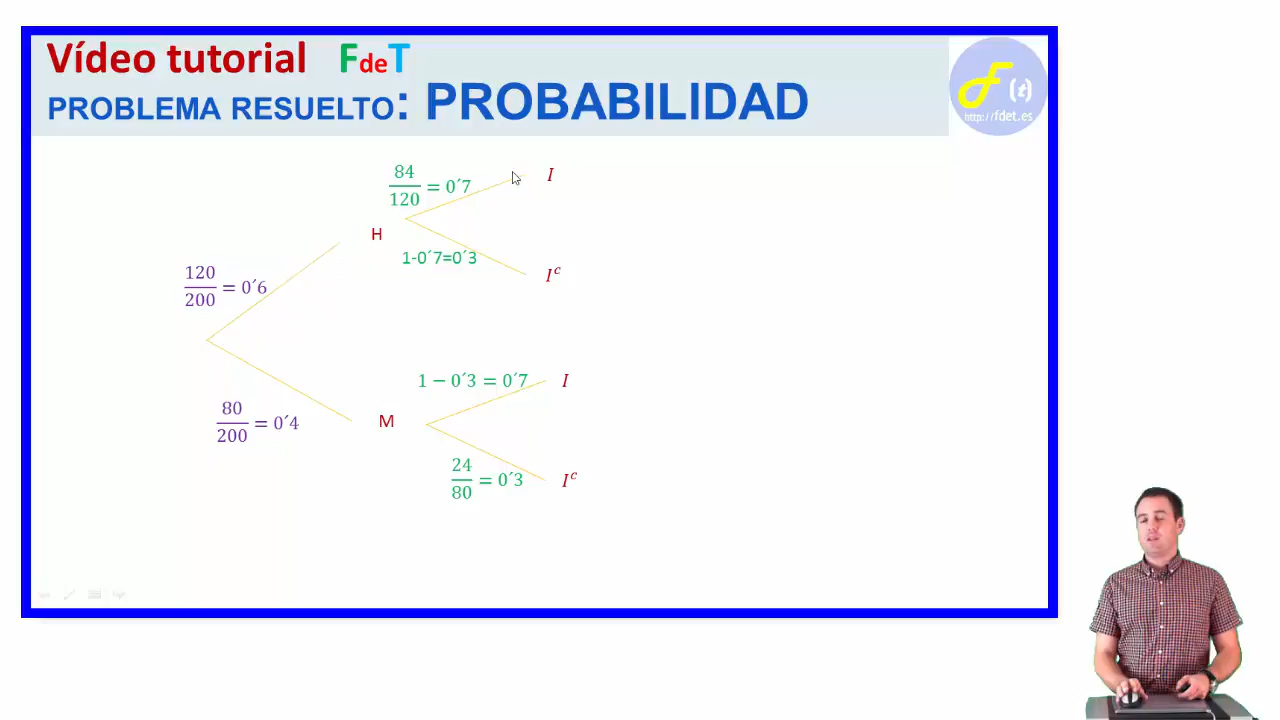 Vídeo tutorial FdeT
PROBLEMA RESUELTO: PROBABILIDAD
F(t)
http://fdet.es
84/120 = 0´7
I
H
1-0´7=0´3
I^c
120/200 = 0´6
1 − 0´3 = 0´7
I
80/200 = 0´4
M
24/80 = 0´3
I^c